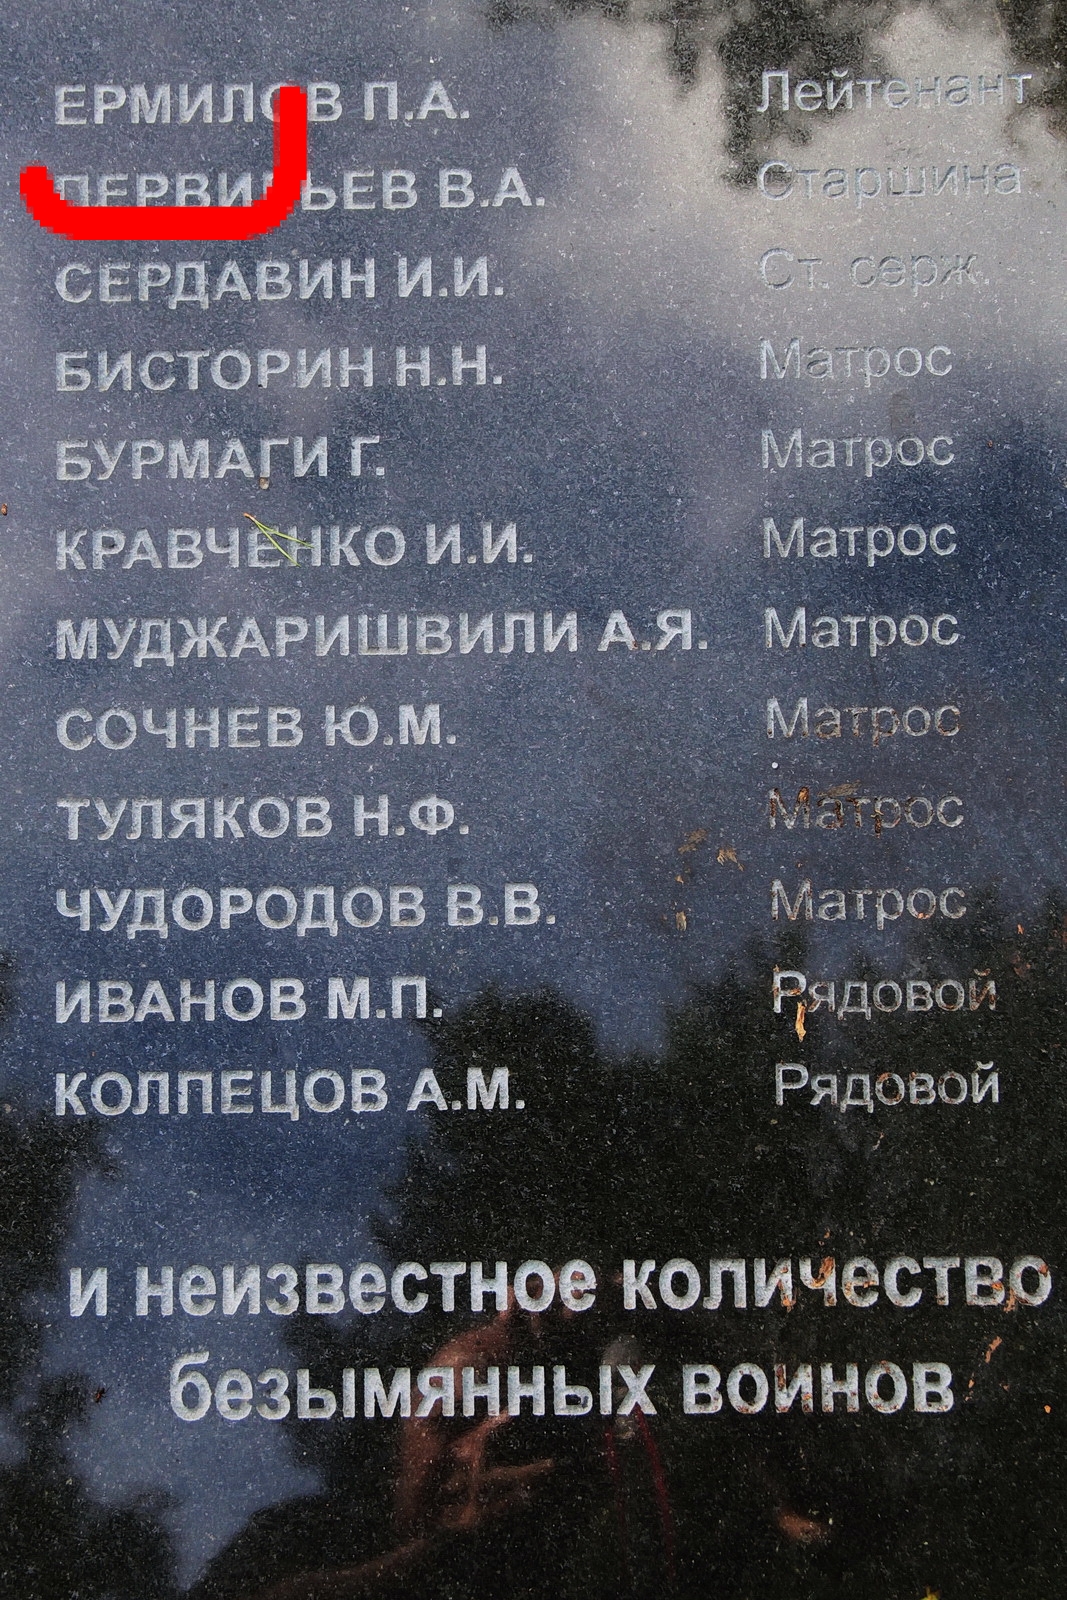 ЕРМИЛОВ П.А. Лейтенант
В.А. Старшина
СЕРДАВИН И.И. Ст. серж.
БИСТОРИН Н.Н. Матрос
БУРМАГИ Г. Матрос
КРАВЧЕНКО И.И. Матрос
МУДЖАРИШВИЛИ А.Я. Матрос
СОЧНЕВ Ю.М. Матрос
ТУЛЯКОВ Н.Ф. Матрос
ЧУДОРОДОВ В.В. Матрос
ИВАНОВ М.П. Рядовой
КОЛПЕЦОВ А.М. Рядовой
и неизвестное количество
безымянных воинов